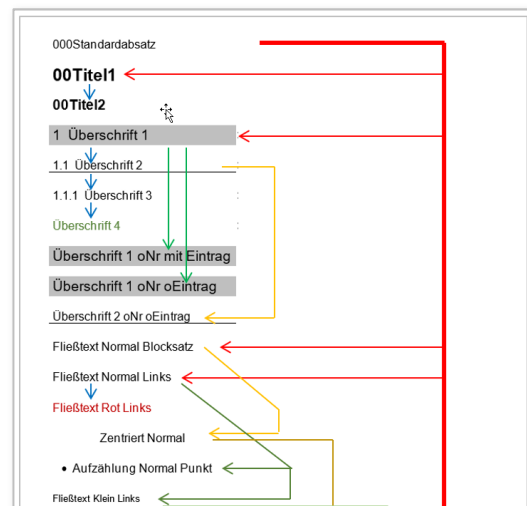 000Standardabsatz
00Titel1
00Titel2
1 Überschrift 1
1.1 Überschrift 2
1.1.1 Überschrift 3
Überschrift 4
Überschrift 1 oNr mit Eintrag
Überschrift 1 oNr oEintrag
Überschrift 2 oNr oEintrag
Fließtext Normal Blocksatz
Fließtext Normal Links
Fließtext Rot Links
Zentriert Normal
• Aufzählung Normal Punkt
Fließtext Klein Links